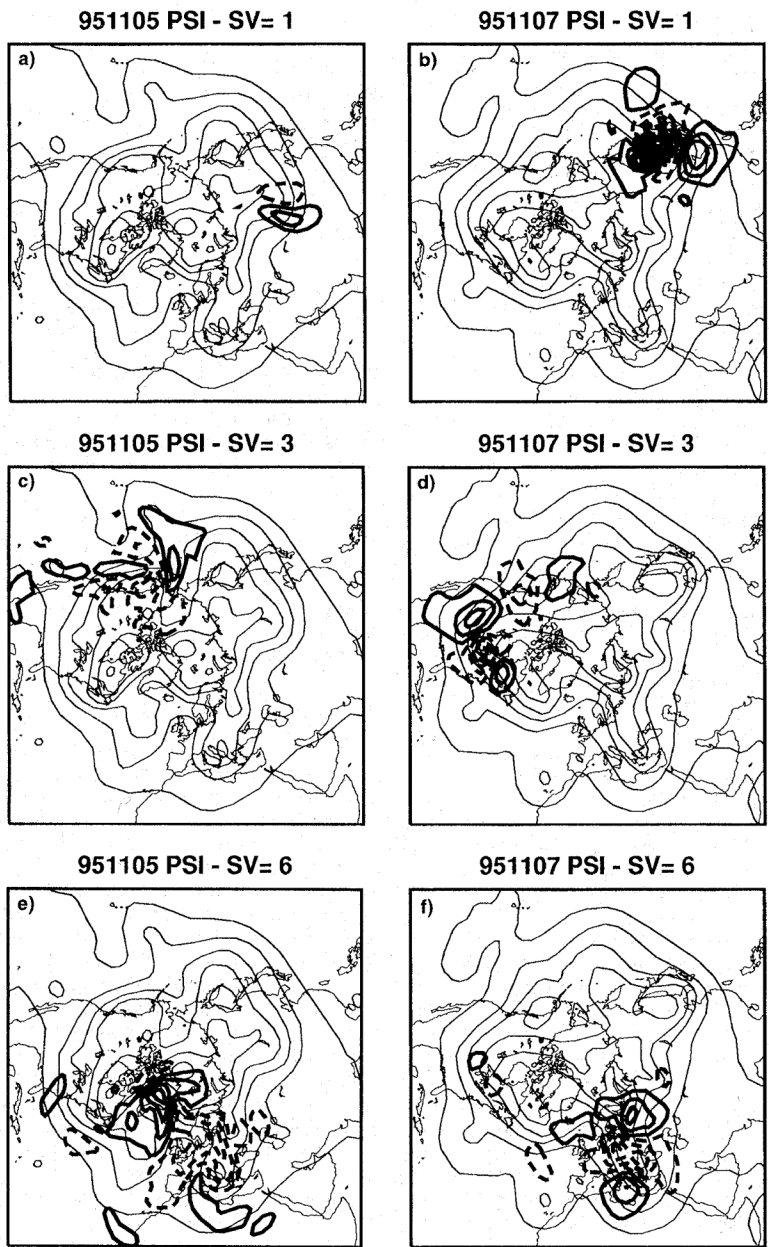 951105 PSI - SV= 1
951107 PSI - SV= 1
a)
b)
951105 PSI - SV= 3
951107 PSI - SV= 3
c)
d)
951105 PSI - SV= 6
951107 PSI - SV= 6
e)
f)